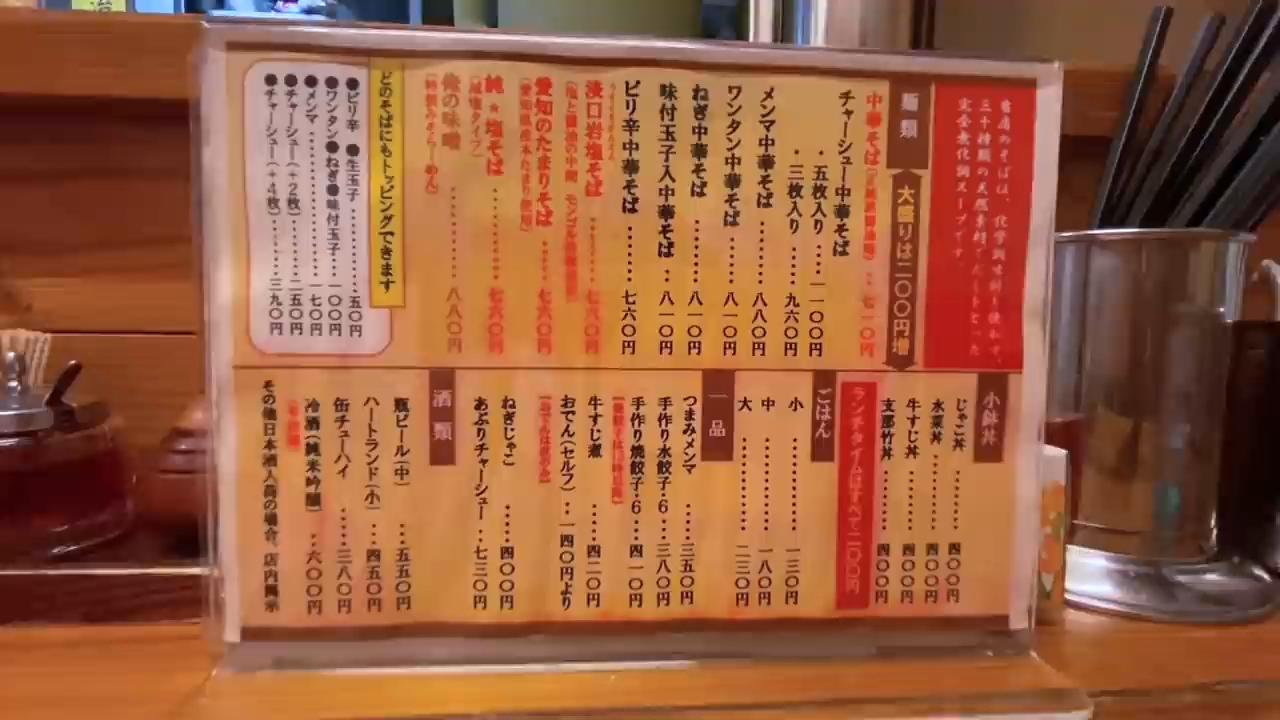 当店のそばは、化学調味料を使わず、
三十種類の天然素材でだしをとった
完全無化調スープです。
麺類
大盛りは二〇〇円増
中華そば
七一〇円
チャーシュー中華そば
・五枚入り……一一〇〇円
・三枚入り……九六〇円
メンマ中華そば……八八〇円
ワンタン中華そば……八一〇円
ねぎ中華そば……八一〇円
味付玉子入中華そば……八一〇円
ピリ辛中華そば……七六〇円
淡口岩塩そば……七六〇円
愛知のたまりそば……七六〇円
純★塩そば……七六〇円
(減塩タイプ)
俺の味噌……八八〇円
(特製みそらーめん)
どのそばにもトッピングできます
●ピリ辛 ●生玉子……五〇円
●ワンタン●ねぎ●味付玉子……一〇〇円
●メンマ……一七〇円
●チャーシュー(+2枚)……二五〇円
●チャーシュー(+4枚)……三九〇円
小鉢丼
じゃこ丼……四〇〇円
水菜丼……四〇〇円
牛すじ丼……四〇〇円
支那竹丼……四〇〇円
ランチタイムはすべて二〇〇円
ごはん
小……一三〇円
中……一八〇円
大……二三〇円
一品
つまみメンマ……三五〇円
手作り水餃子・6……三八〇円
手作り焼餃子・6……四一〇円
牛すじ煮……四二〇円
おでん(セルフ)……一四〇円より
ねぎじゃこ……四〇〇円
あぶりチャーシュー……七三〇円
酒類
瓶ビール(中)……五五〇円
ハートランド(小)……四五〇円
缶チューハイ……三八〇円
冷酒(純米吟醸)……六〇〇円
その他日本酒入荷の場合、店内掲示